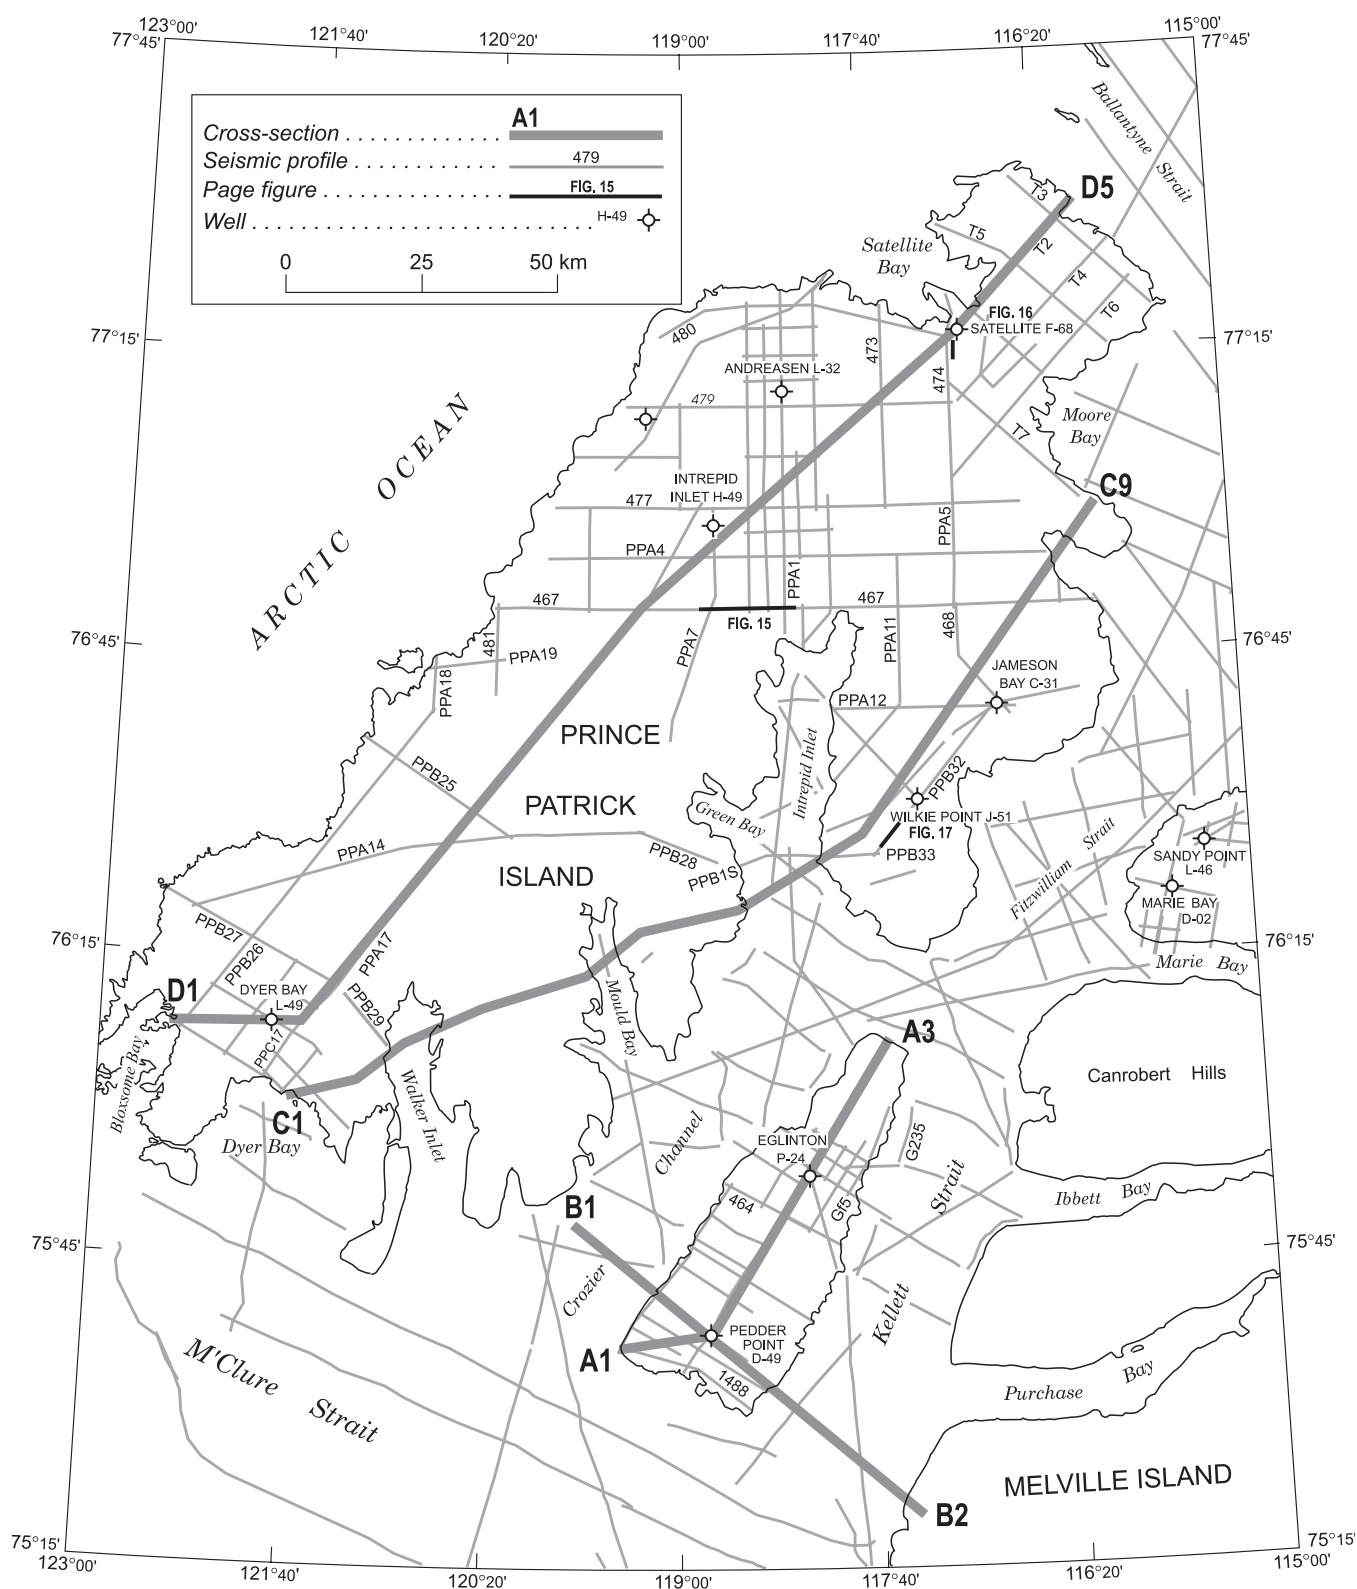 123°00'
121°40'
120°20'
119°00'
117°40'
116°20'
115°00'
77°45'
77°45'
A1
Cross-section . . . . . . . . . . . . .
Seismic profile . . . . . . . . . . . .
479
Page figure . . . . . . . . . . . . . . .
FIG. 15
Well . . . . . . . . . . . . . . . . . . . . . . . . . . . .
H-49
0 25 50 km
Ballantyne Strait
D5
T3
T5
T2
T4
T6
Satellite
Bay
FIG. 16
SATELLITE F-68
77°15'
77°15'
480
473
474
ANDREASEN L-32
479
T7
Moore
Bay
ARCTIC OCEAN
INTREPID
INLET H-49
477
C9
PPA5
PPA4
PPA1
467
467
FIG. 15
468
481
PPA7
PPA11
76°45'
76°45'
PPA19
PPA18
JAMESON
BAY C-31
PPA12
PRINCE
PATRICK
ISLAND
PPB25
Intrepid Inlet
PPB32
Green Bay
WILKIE POINT J-51
FIG. 17
PPA14
PPB28
PPB1S
PPB33
Fitzwilliam Strait
SANDY POINT
L-46
MARIE BAY
D-02
PPB27
PPB26
PPA17
76°15'
76°15'
Marie Bay
D1
DYER BAY
L-49
PPB29
PPC17
Mould Bay
A3
Bloxsome Bay
Walker Inlet
Canrobert Hills
C1
Dyer Bay
Channel
EGLINTON
P-24
G235
Strait
464
Gf5
Ibbett Bay
B1
75°45'
75°45'
Crozier
Kellett
PEDDER
POINT
D-49
A1
1488
M'Clure Strait
Purchase Bay
MELVILLE ISLAND
B2
75°15'
75°15'
123°00'
121°40'
120°20'
119°00'
117°40'
116°20'
115°00'